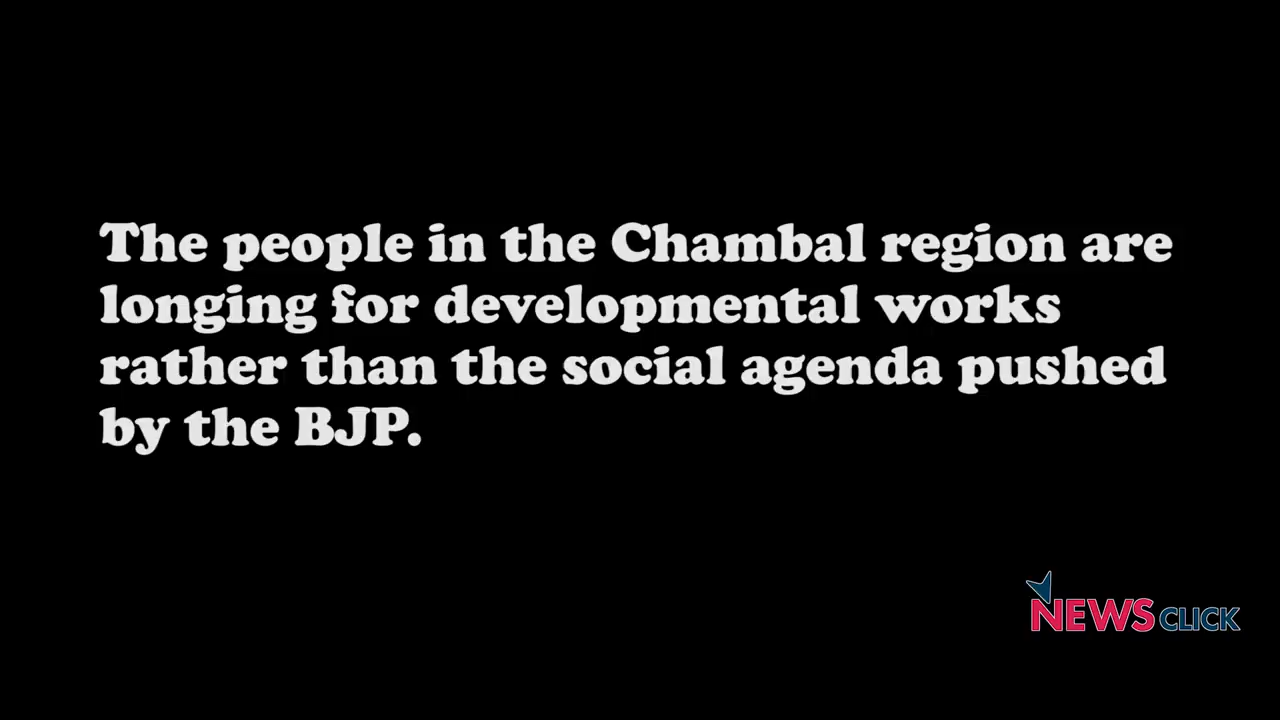 The people in the Chambal region are
longing for developmental works
rather than the social agenda pushed
by the BJP.
NEWSCLICK